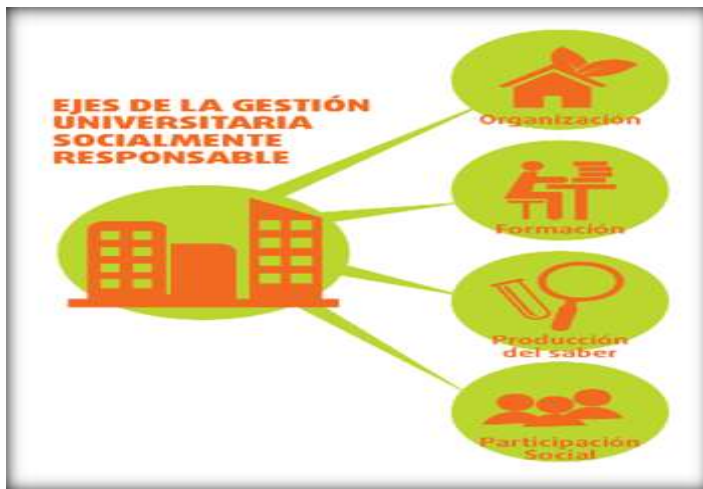 EJES DE LA GESTIÓN
UNIVERSITARIA
SOCIALMENTE
RESPONSABLE
Organización
Formación
Producción
del saber
Participación
Social